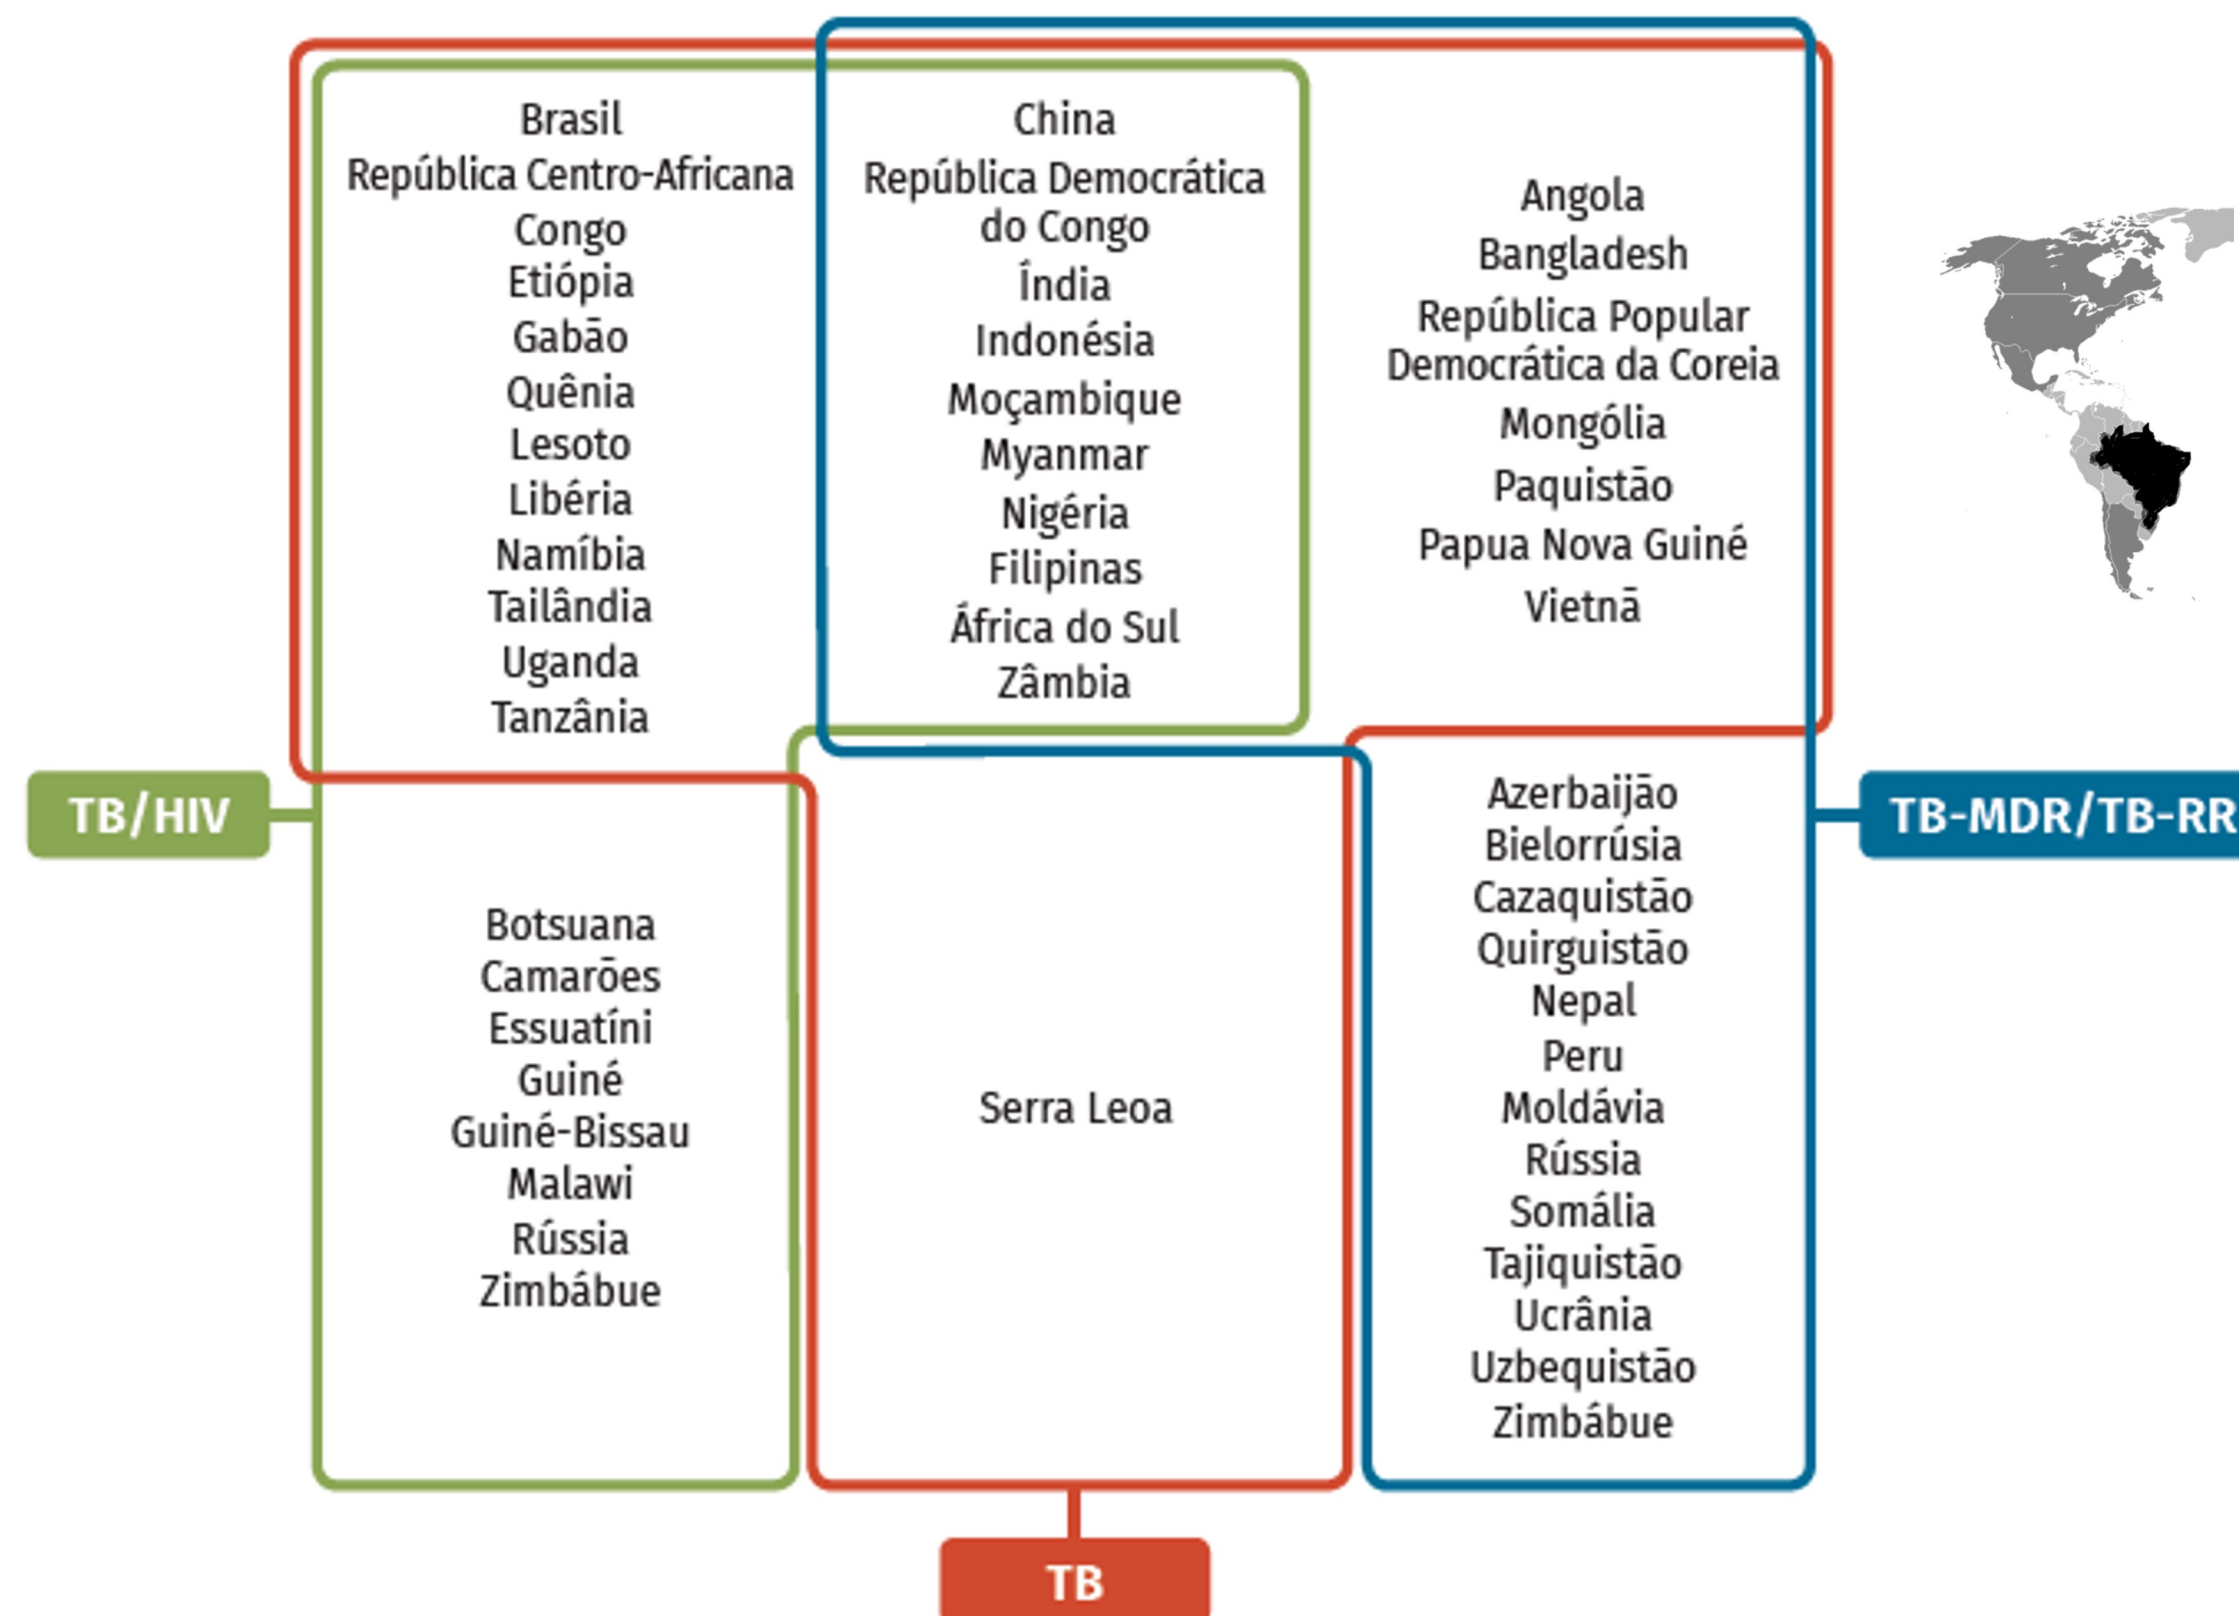 Brasil
República Centro-Africana
Congo
Etiópia
Gabão
Quênia
Lesoto
Libéria
Namíbia
Tailândia
Uganda
Tanzânia
China
República Democrática
do Congo
Índia
Indonésia
Moçambique
Myanmar
Nigéria
Filipinas
África do Sul
Zâmbia
Angola
Bangladesh
República Popular
Democrática da Coreia
Mongólia
Paquistão
Papua Nova Guiné
Vietnã
TB/HIV
Botsuana
Camarões
Essuatíni
Guiné
Guiné-Bissau
Malawi
Rússia
Zimbábue
Serra Leoa
Azerbaijão
Bielorrúsia
Cazaquistão
Quirguistão
Nepal
Peru
Moldávia
Rússia
Somália
Tajiquistão
Ucrânia
Uzbequistão
Zimbábue
TB-MDR/TB-RR
TB